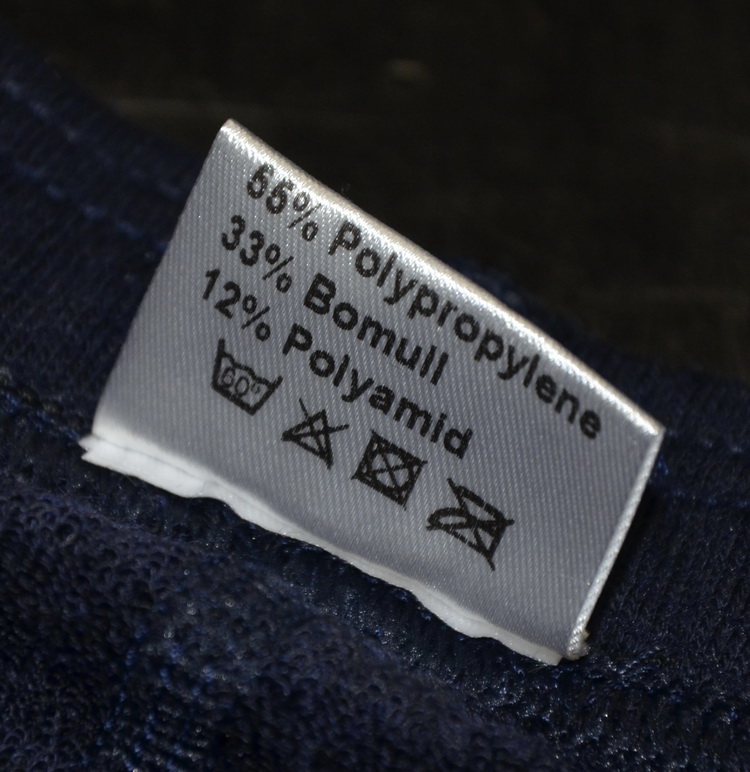 55% Polypropylene
33% Bomull
12% Polyamid
60°